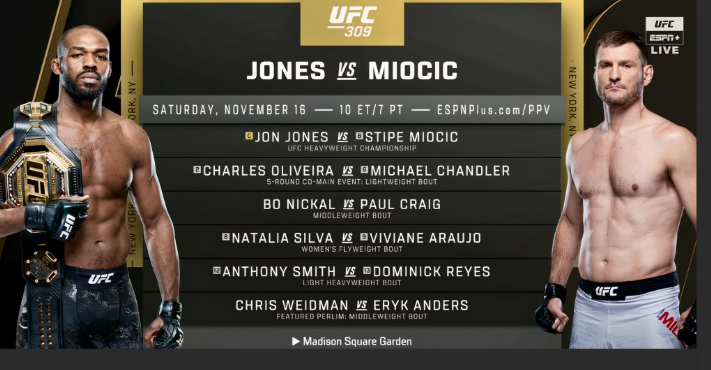 UFC
309
JONES VS MIOCIC
SATURDAY, NOVEMBER 16 — 10 ET/7 PT — ESPNPlus.com/PPV
C JON JONES VS STIPE MIOCIC
UFC HEAVYWEIGHT CHAMPIONSHIP
CHARLES OLIVEIRA VS MICHAEL CHANDLER
5-ROUND CO-MAIN EVENT: LIGHTWEIGHT BOUT
BO NICKAL VS PAUL CRAIG
MIDDLEWEIGHT BOUT
NATALIA SILVA VS VIVIANE ARAUJO
WOMEN'S FLYWEIGHT BOUT
ANTHONY SMITH VS DOMINICK REYES
LIGHT HEAVYWEIGHT BOUT
CHRIS WEIDMAN VS ERYK ANDERS
FEATURED PERLIM: MIDDLEWEIGHT BOUT
▶ Madison Square Garden
UFC
ESPN+
LIVE
NEW YORK, NY
NEW YORK
NEW YORK, N
UFC
UFC
UFC
UFC